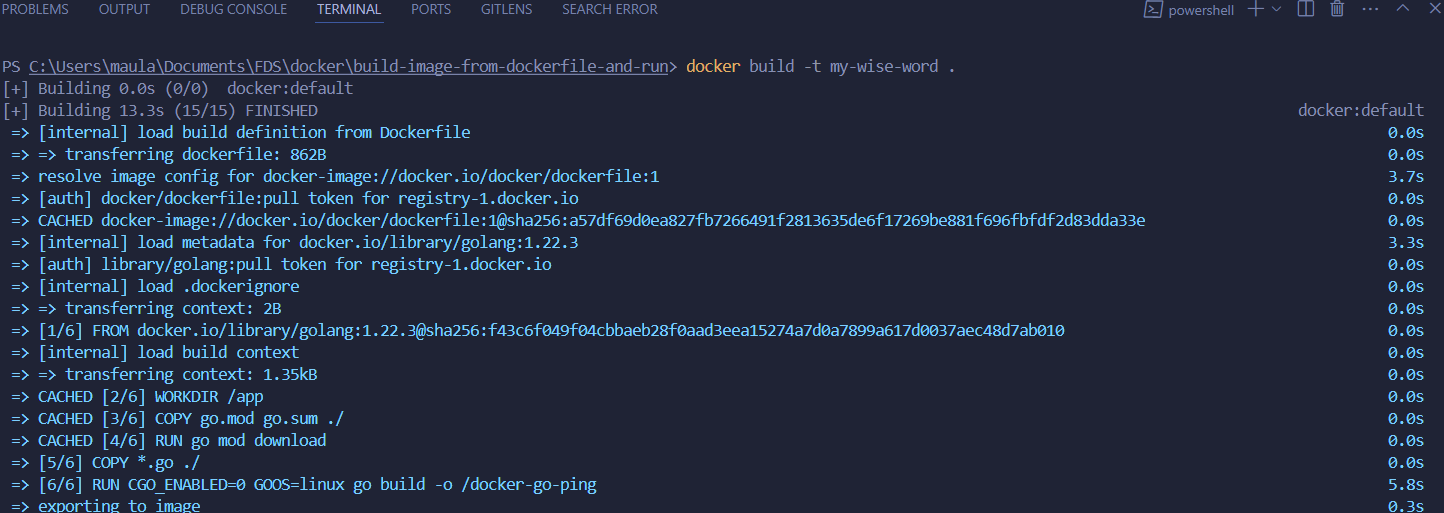 PROBLEMS OUTPUT DEBUG CONSOLE TERMINAL PORTS GITLENS SEARCH ERROR powershell
PS C:\Users\maula\Documents\FDS\docker\build-image-from-dockerfile-and-run> docker build -t my-wise-word .
[+] Building 0.0s (0/0)  docker:default
[+] Building 13.3s (15/15) FINISHED docker:default
=> [internal] load build definition from Dockerfile 0.0s
=> => transferring dockerfile: 862B 0.0s
=> resolve image config for docker-image://docker.io/docker/dockerfile:1 3.7s
=> [auth] docker/dockerfile:pull token for registry-1.docker.io 0.0s
=> CACHED docker-image://docker.io/docker/dockerfile:1@sha256:a57df69d0ea827fb7266491f2813635de6f17269be881f696fbfdf2d83dda33e 0.0s
=> [internal] load metadata for docker.io/library/golang:1.22.3 3.3s
=> [auth] library/golang:pull token for registry-1.docker.io 0.0s
=> [internal] load .dockerignore 0.0s
=> => transferring context: 2B 0.0s
=> [1/6] FROM docker.io/library/golang:1.22.3@sha256:f43c6f049f04cbbaeb28f0aad3eea15274a7d0a7899a617d0037aec48d7ab010 0.0s
=> [internal] load build context 0.0s
=> => transferring context: 1.35kB 0.0s
=> CACHED [2/6] WORKDIR /app 0.0s
=> CACHED [3/6] COPY go.mod go.sum ./ 0.0s
=> CACHED [4/6] RUN go mod download 0.0s
=> [5/6] COPY *.go ./ 0.0s
=> [6/6] RUN CGO_ENABLED=0 GOOS=linux go build -o /docker-go-ping 5.8s
=> exporting to image 0.3s